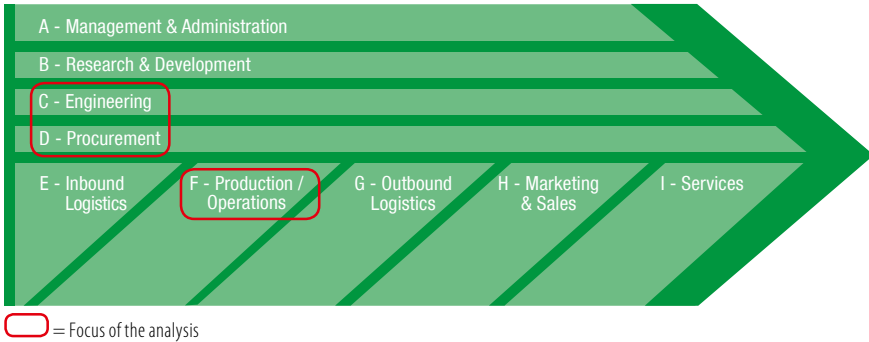 A - Management & Administration
B - Research & Development
C - Engineering
D - Procurement
E - Inbound
Logistics
F - Production /
Operations
G - Outbound
Logistics
H - Marketing
& Sales
I - Services
= Focus of the analysis